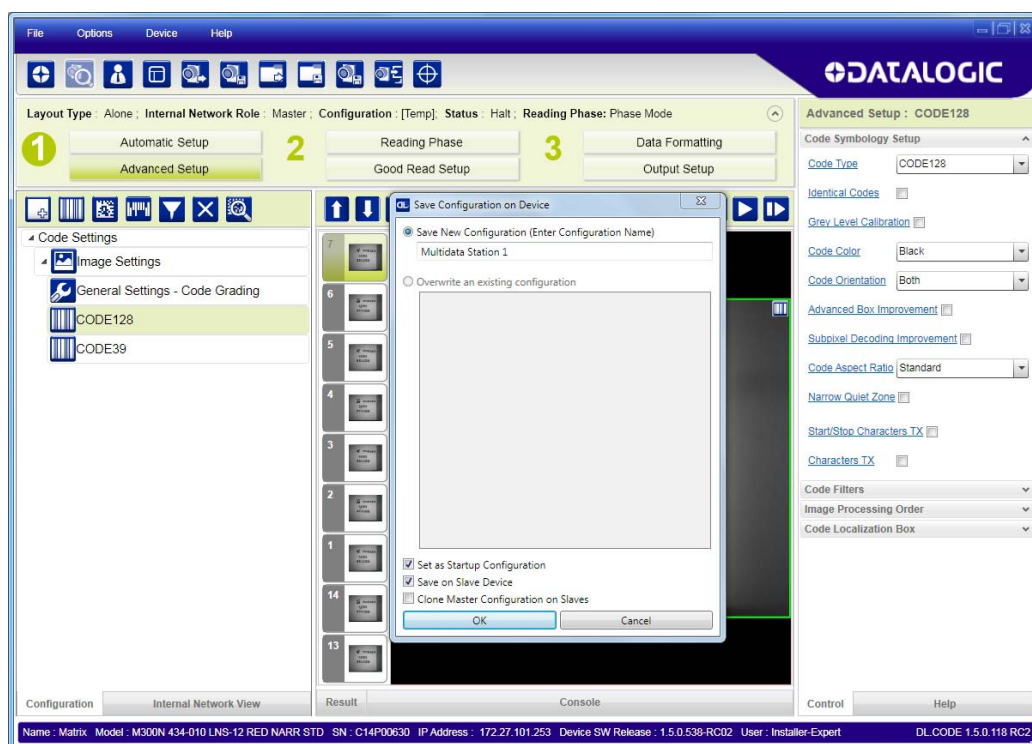 File Options Device Help
DATALOGIC
Layout Type : Alone ; Internal Network Role : Master ; Configuration : [Temp]; Status : Halt ; Reading Phase: Phase Mode
1 Automatic Setup 2 Reading Phase 3 Data Formatting
Advanced Setup Good Read Setup Output Setup
Code Settings
Image Settings
General Settings - Code Grading
CODE128
CODE39
Configuration Internal Network View
7
6
5
4
3
2
1
14
13
Result Console
Save Configuration on Device
Save New Configuration (Enter Configuration Name)
Multidata Station 1
Overwrite an existing configuration
Set as Startup Configuration
Save on Slave Device
Clone Master Configuration on Slaves
OK Cancel
Advanced Setup : CODE128
Code Symbology Setup
Code Type CODE128
Identical Codes
Grey Level Calibration
Code Color Black
Code Orientation Both
Advanced Box Improvement
Subpixel Decoding Improvement
Code Aspect Ratio Standard
Narrow Quiet Zone
Start/Stop Characters TX
Characters TX
Code Filters
Image Processing Order
Code Localization Box
Control Help
Name : Matrix Model : M300N 434-010 LNS-12 RED NARR STD SN : C14P00630 IP Address : 172.27.101.253 Device SW Release : 1.5.0.538-RC02 User : Installer-Expert DL.CODE 1.5.0.118 RC2